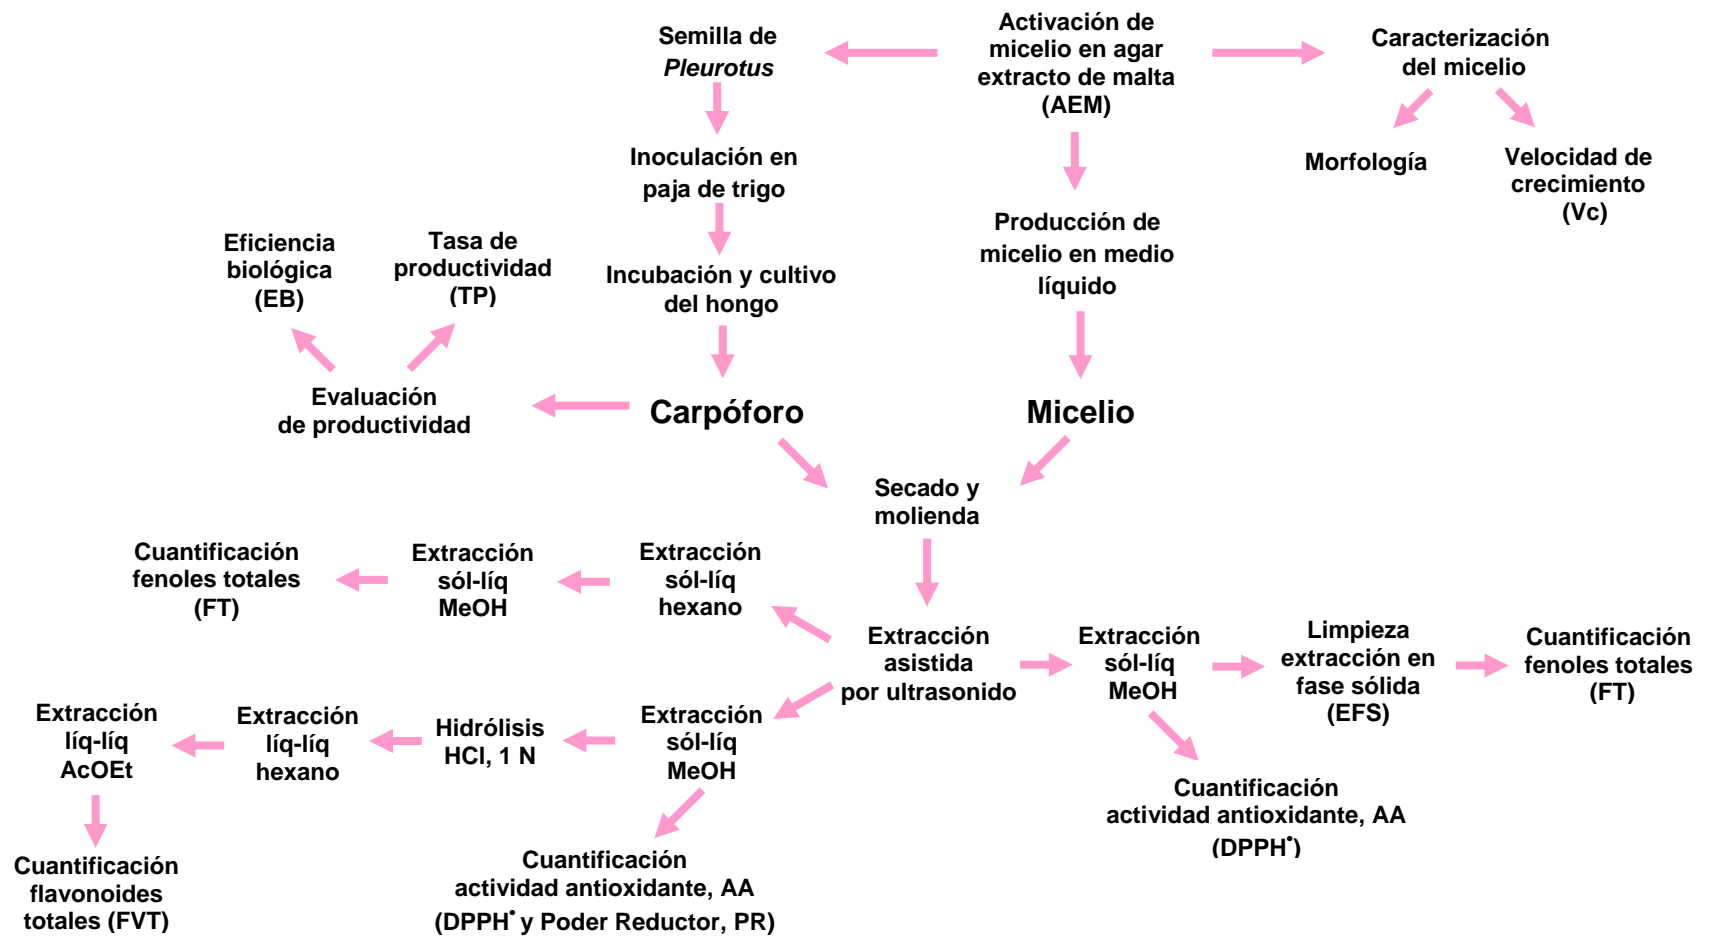 Semilla de
Pleurotus
Activación de
micelio en agar
extracto de malta
(AEM)
Caracterización
del micelio
Morfología
Velocidad de
crecimiento
(Vc)
Inoculación en
paja de trigo
Producción de
micelio en medio
líquido
Eficiencia
biológica
(EB)
Tasa de
productividad
(TP)
Incubación y cultivo
del hongo
Evaluación
de productividad
Carpóforo
Micelio
Secado y
molienda
Cuantificación
fenoles totales
(FT)
Extracción
sól-líq
MeOH
Extracción
sól-líq
hexano
Extracción
asistida
por ultrasonido
Extracción
sól-líq
MeOH
Limpieza
extracción en
fase sólida
(EFS)
Cuantificación
fenoles totales
(FT)
Extracción
líq-líq
AcOEt
Extracción
líq-líq
hexano
Hidrólisis
HCl, 1 N
Extracción
sól-líq
MeOH
Cuantificación
actividad antioxidante, AA
(DPPH•)
Cuantificación
flavonoides
totales (FVT)
Cuantificación
actividad antioxidante, AA
(DPPH• y Poder Reductor, PR)